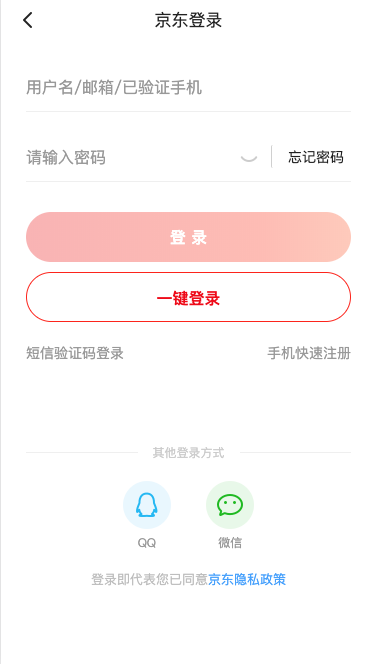 京东登录
用户名/邮箱/已验证手机
请输入密码 忘记密码
登 录
一键登录
短信验证码登录 手机快速注册
其他登录方式
QQ 微信
登录即代表您已同意京东隐私政策